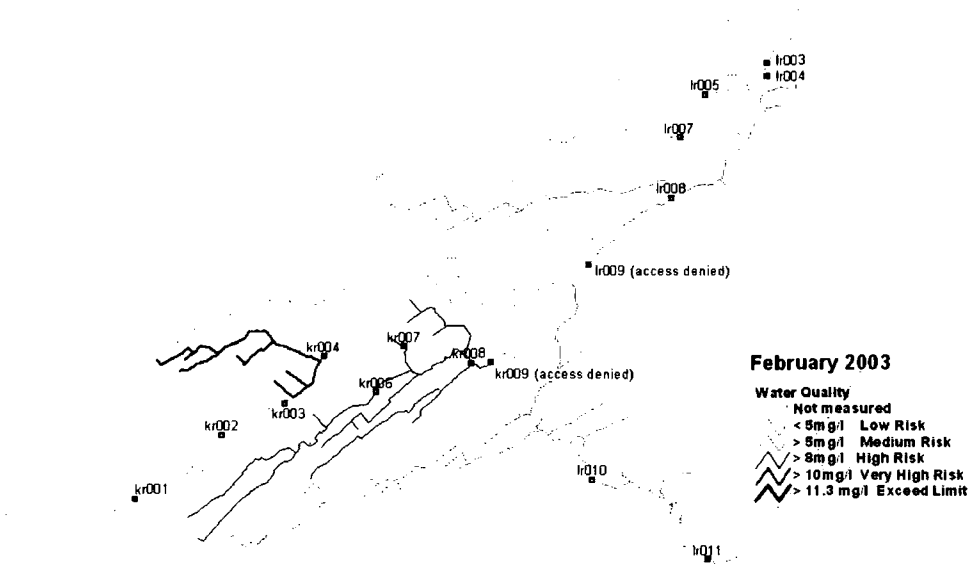 lr003
lr004
lr005
lr007
lr008
lr009 (access denied)
kr004
kr007
kr008
kr009 (access denied)
kr006
kr003
kr002
kr001
lr010
lr011
February 2003
Water Quality
Not measured
< 5mg/l Low Risk
> 5mg/l Medium Risk
> 8mg/l High Risk
> 10mg/l Very High Risk
> 11.3 mg/l Exceed Limit